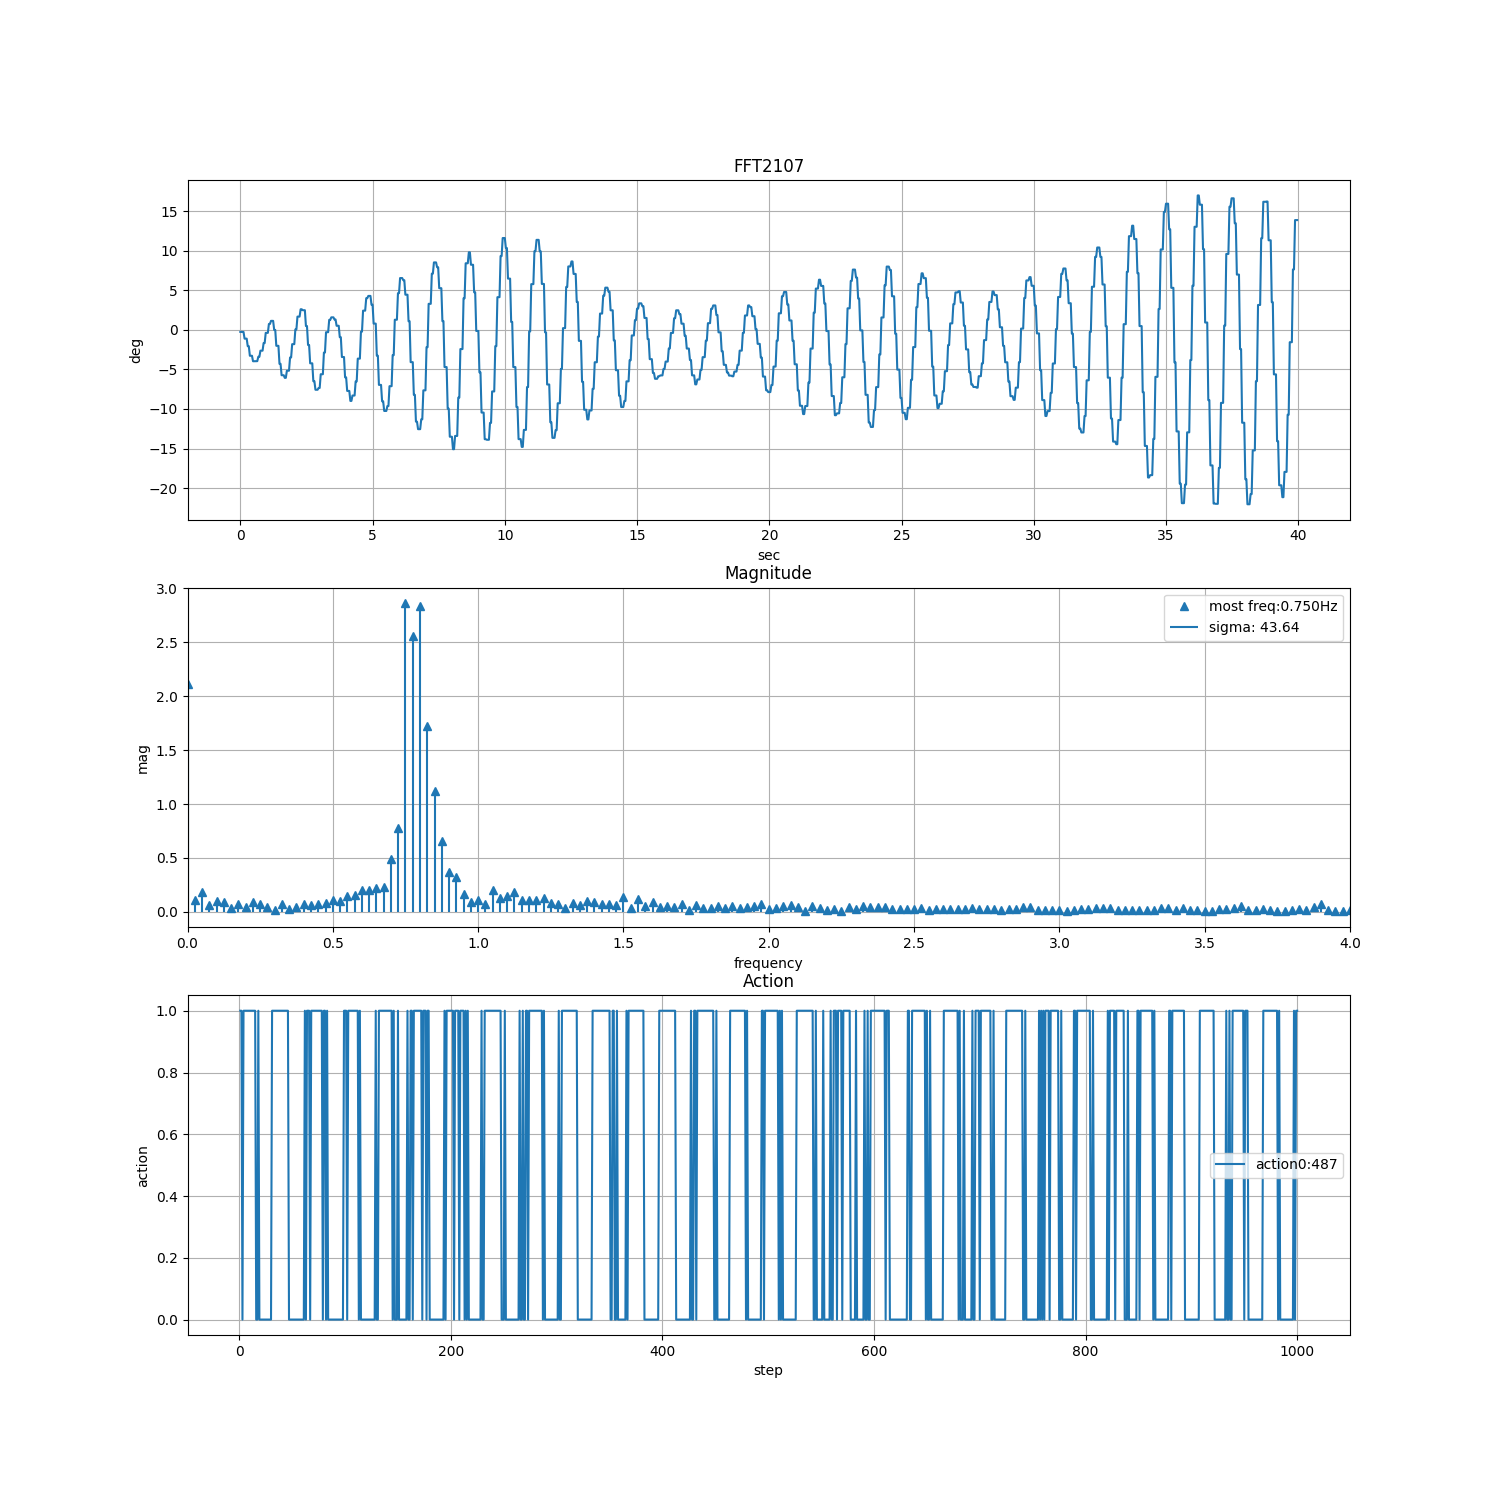 FFT2107
deg
15
10
5
0
−5
−10
−15
−20
0 5 10 15 20 25 30 35 40
sec
Magnitude
mag
3.0
2.5
2.0
1.5
1.0
0.5
0.0
most freq:0.750Hz
sigma: 43.64
0.0 0.5 1.0 1.5 2.0 2.5 3.0 3.5 4.0
frequency
Action
action
1.0
0.8
0.6
0.4
0.2
0.0
action0:487
0 200 400 600 800 1000
step